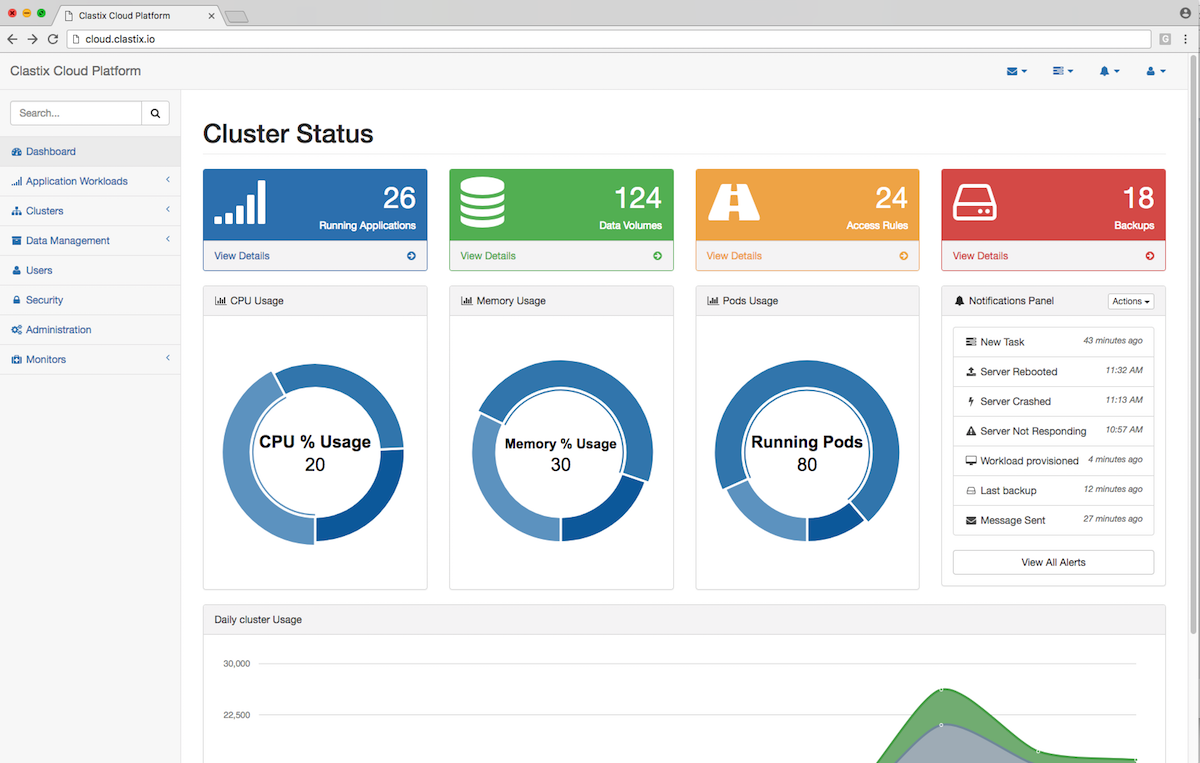 Clastix Cloud Platform
cloud.clastix.io
G
Clastix Cloud Platform
Search...
Dashboard
Application Workloads
Clusters
Data Management
Users
Security
Administration
Monitors
Cluster Status
26
Running Applications
View Details
124
Data Volumes
View Details
24
Access Rules
View Details
18
Backups
View Details
CPU Usage
CPU % Usage
20
Memory Usage
Memory % Usage
30
Pods Usage
Running Pods
80
Notifications Panel
Actions
New Task 43 minutes ago
Server Rebooted 11:32 AM
Server Crashed 11:13 AM
Server Not Responding 10:57 AM
Workload provisioned 4 minutes ago
Last backup 12 minutes ago
Message Sent 27 minutes ago
View All Alerts
Daily cluster Usage
30,000
22,500